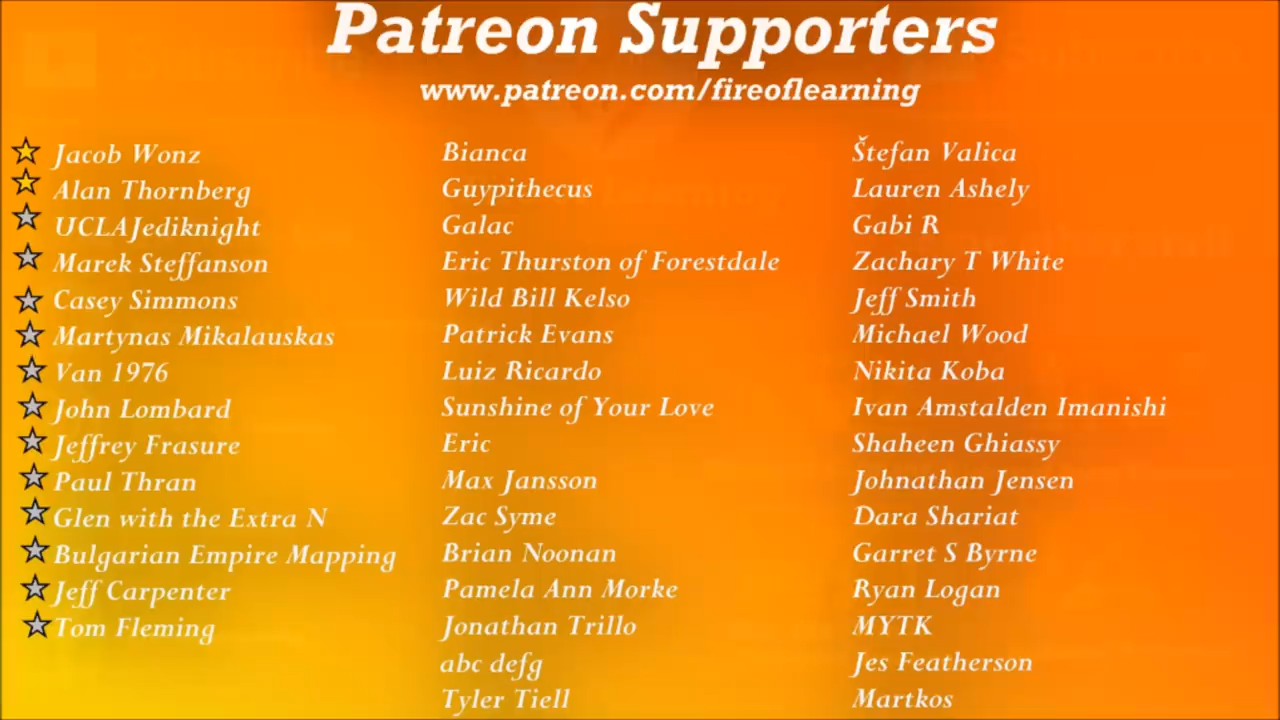 Patreon Supporters
www.patreon.com/fireoflearning
Jacob Wonz
Alan Thornberg
UCLAJediknight
Marek Steffanson
Casey Simmons
Martynas Mikalauskas
Van 1976
John Lombard
Jeffrey Frasure
Paul Thran
Glen with the Extra N
Bulgarian Empire Mapping
Jeff Carpenter
Tom Fleming
Bianca
Guypithecus
Galac
Eric Thurston of Forestdale
Wild Bill Kelso
Patrick Evans
Luiz Ricardo
Sunshine of Your Love
Eric
Max Jansson
Zac Syme
Brian Noonan
Pamela Ann Morke
Jonathan Trillo
abc defg
Tyler Tiell
Štefan Valica
Lauren Ashely
Gabi R
Zachary T White
Jeff Smith
Michael Wood
Nikita Koba
Ivan Amstalden Imanishi
Shaheen Ghiassy
Johnathan Jensen
Dara Shariat
Garret S Byrne
Ryan Logan
MYTK
Jes Featherson
Martkos